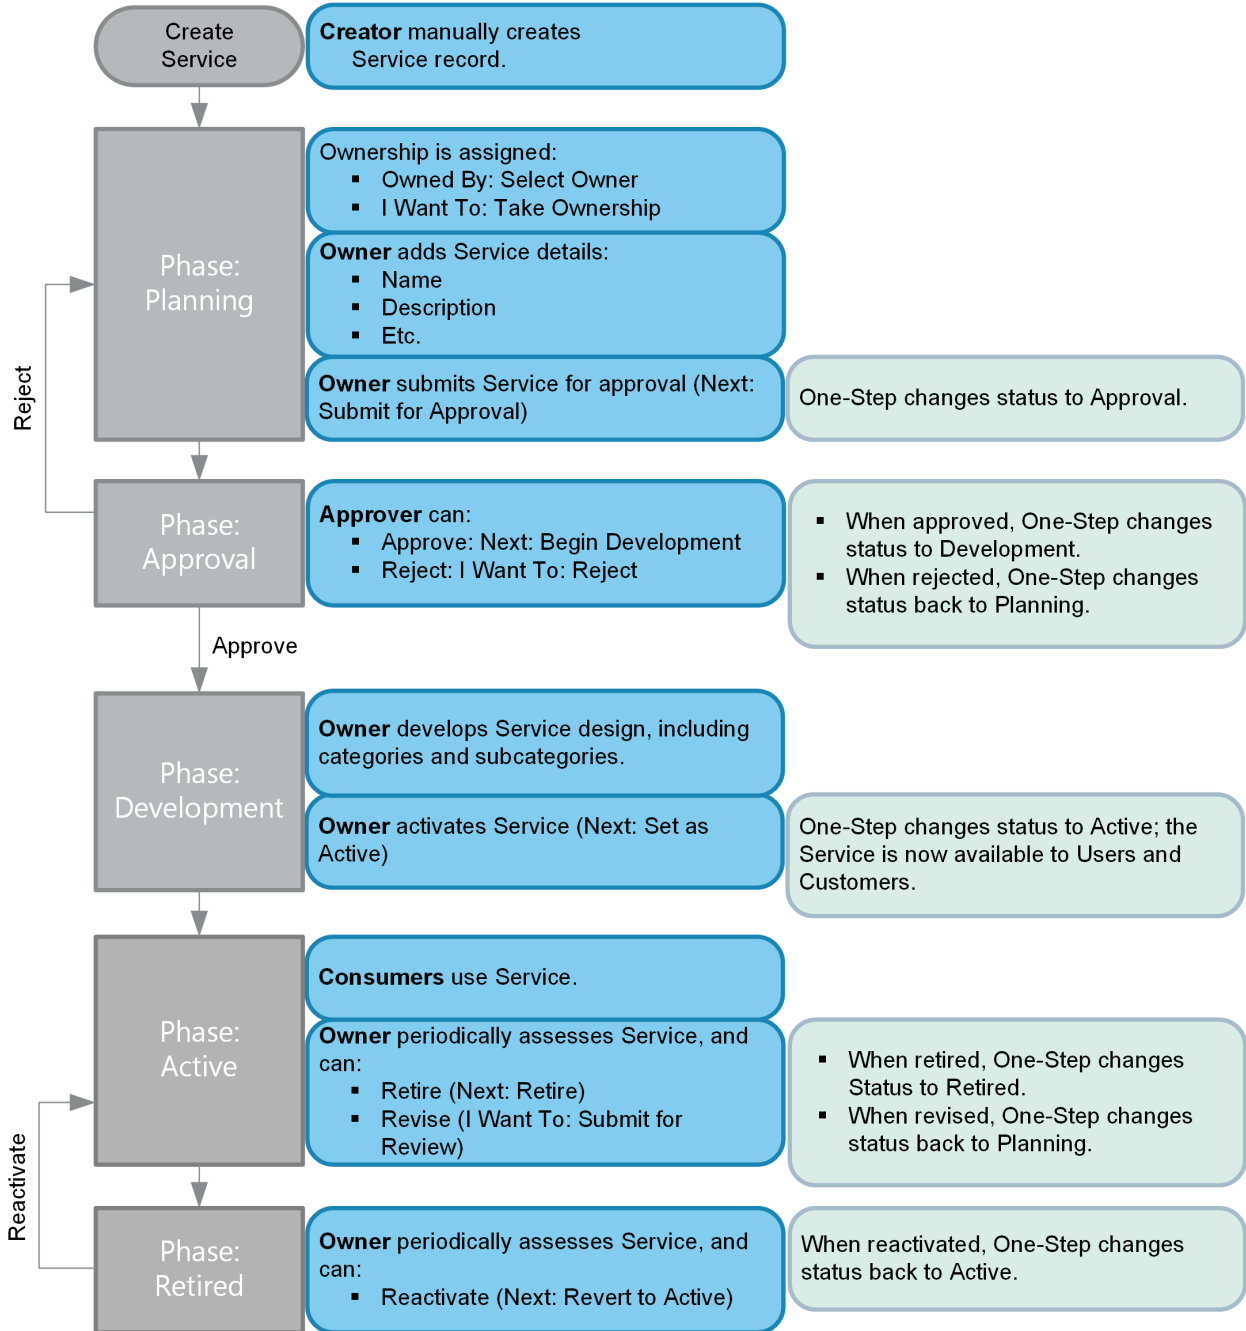 Create
Service
Creator manually creates
Service record.
Phase:
Planning
Ownership is assigned:
▪ Owned By: Select Owner
▪ I Want To: Take Ownership
Owner adds Service details:
▪ Name
▪ Description
▪ Etc.
Owner submits Service for approval (Next:
Submit for Approval)
One-Step changes status to Approval.
Reject
Phase:
Approval
Approver can:
▪ Approve: Next: Begin Development
▪ Reject: I Want To: Reject
▪ When approved, One-Step changes
status to Development.
▪ When rejected, One-Step changes
status back to Planning.
Approve
Phase:
Development
Owner develops Service design, including
categories and subcategories.
Owner activates Service (Next: Set as
Active)
One-Step changes status to Active; the
Service is now available to Users and
Customers.
Phase:
Active
Consumers use Service.
Owner periodically assesses Service, and
can:
▪ Retire (Next: Retire)
▪ Revise (I Want To: Submit for
Review)
▪ When retired, One-Step changes
Status to Retired.
▪ When revised, One-Step changes
status back to Planning.
Reactivate
Phase:
Retired
Owner periodically assesses Service, and
can:
▪ Reactivate (Next: Revert to Active)
When reactivated, One-Step changes
status back to Active.